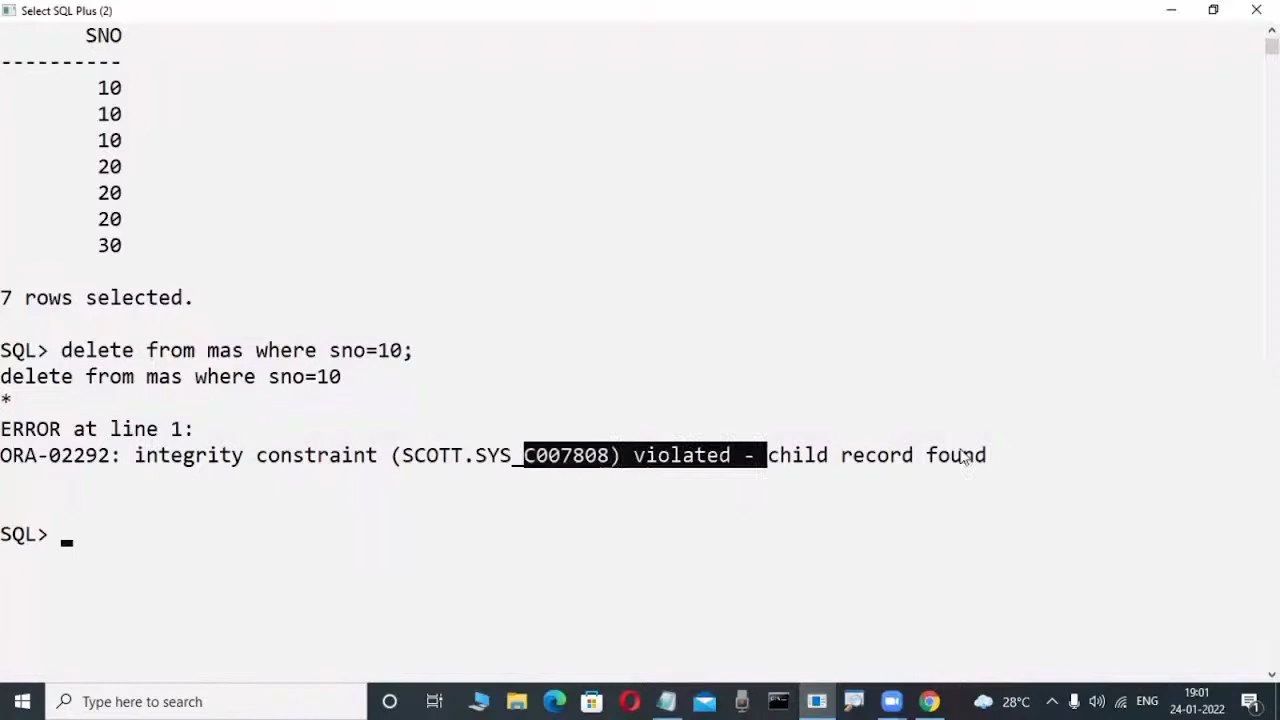 Select SQL Plus (2)
SNO
----------
10
10
10
20
20
20
30
7 rows selected.
SQL> delete from mas where sno=10;
delete from mas where sno=10
*
ERROR at line 1:
ORA-02292: integrity constraint (SCOTT.SYS_C007808) violated - child record found
SQL> _
Type here to search
28°C
ENG
19:01
24-01-2022
1